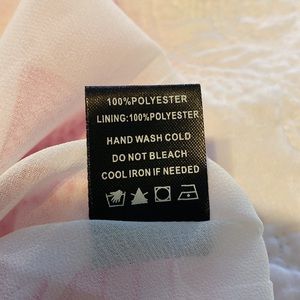 100%POLYESTER
LINING:100%POLYESTER
HAND WASH COLD
DO NOT BLEACH
COOL IRON IF NEEDED